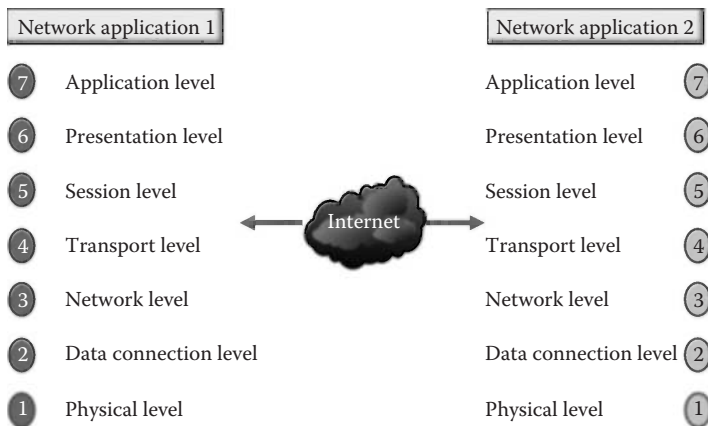 Network application 1
7 Application level
6 Presentation level
5 Session level
4 Transport level
3 Network level
2 Data connection level
1 Physical level
Internet
Network application 2
Application level 7
Presentation level 6
Session level 5
Transport level 4
Network level 3
Data connection level 2
Physical level 1